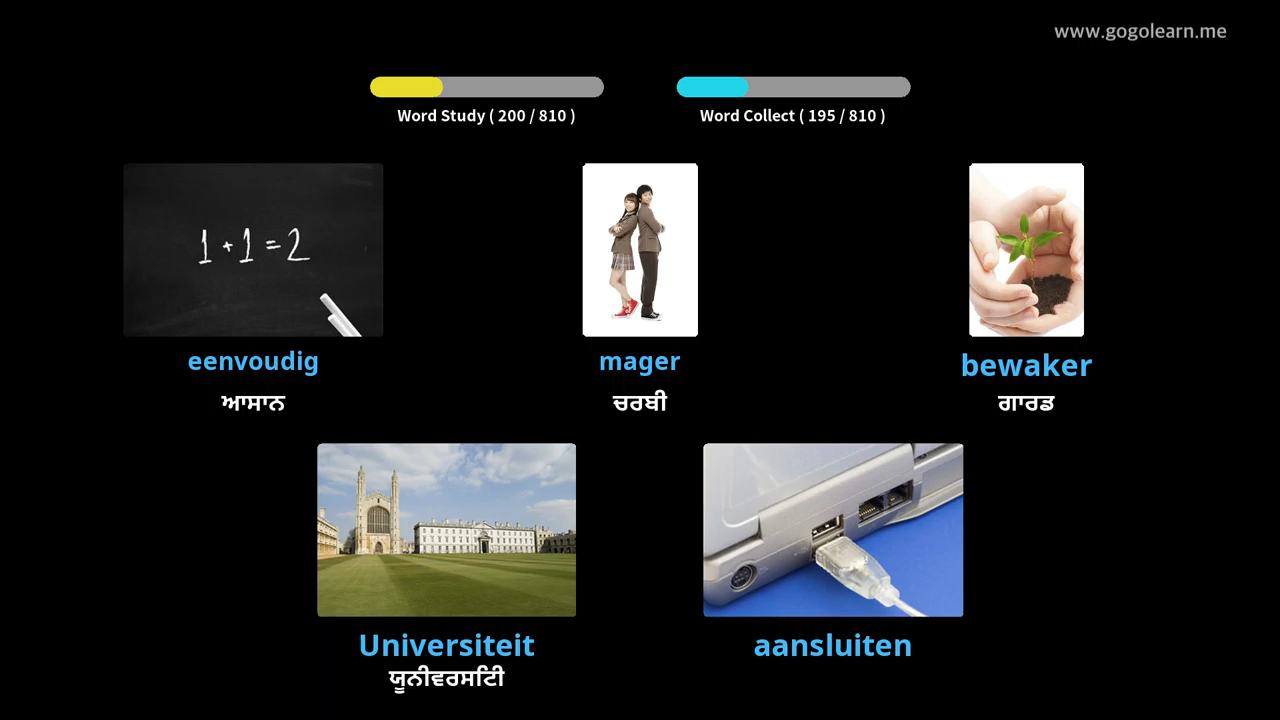 www.gogolearn.me
Word Study ( 200 / 810 )
Word Collect ( 195 / 810 )
1 + 1 = 2
eenvoudig
ਆਸਾਨ
mager
ਚਰਬੀ
bewaker
ਗਾਰਡ
Universiteit
ਯੂਨੀਵਰਸਿਟੀ
aansluiten